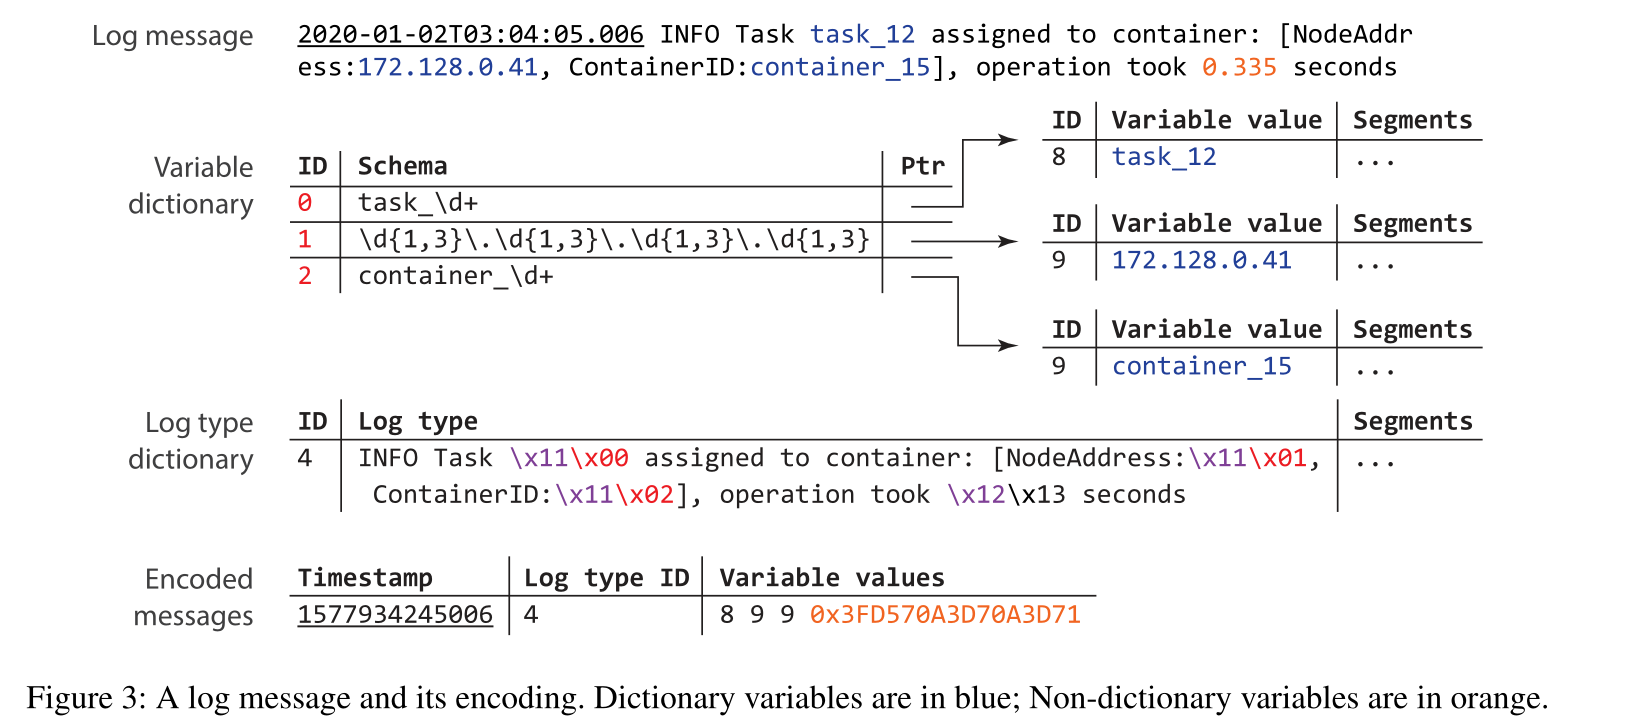 Log message 2020-01-02T03:04:05.006 INFO Task task_12 assigned to container: [NodeAddr
ess:172.128.0.41, ContainerID:container_15], operation took 0.335 seconds
ID Variable value Segments
8 task_12 ...
Variable dictionary
ID Schema Ptr
0 task_\d+
1 \d{1,3}\.\d{1,3}\.\d{1,3}\.\d{1,3}
2 container_\d+
ID Variable value Segments
9 172.128.0.41 ...
ID Variable value Segments
9 container_15 ...
Log type dictionary
ID Log type Segments
4 INFO Task \x11\x00 assigned to container: [NodeAddress:\x11\x01, ...
ContainerID:\x11\x02], operation took \x12\x13 seconds
Encoded messages
Timestamp Log type ID Variable values
1577934245006 4 8 9 9 0x3FD570A3D70A3D71
Figure 3: A log message and its encoding. Dictionary variables are in blue; Non-dictionary variables are in orange.